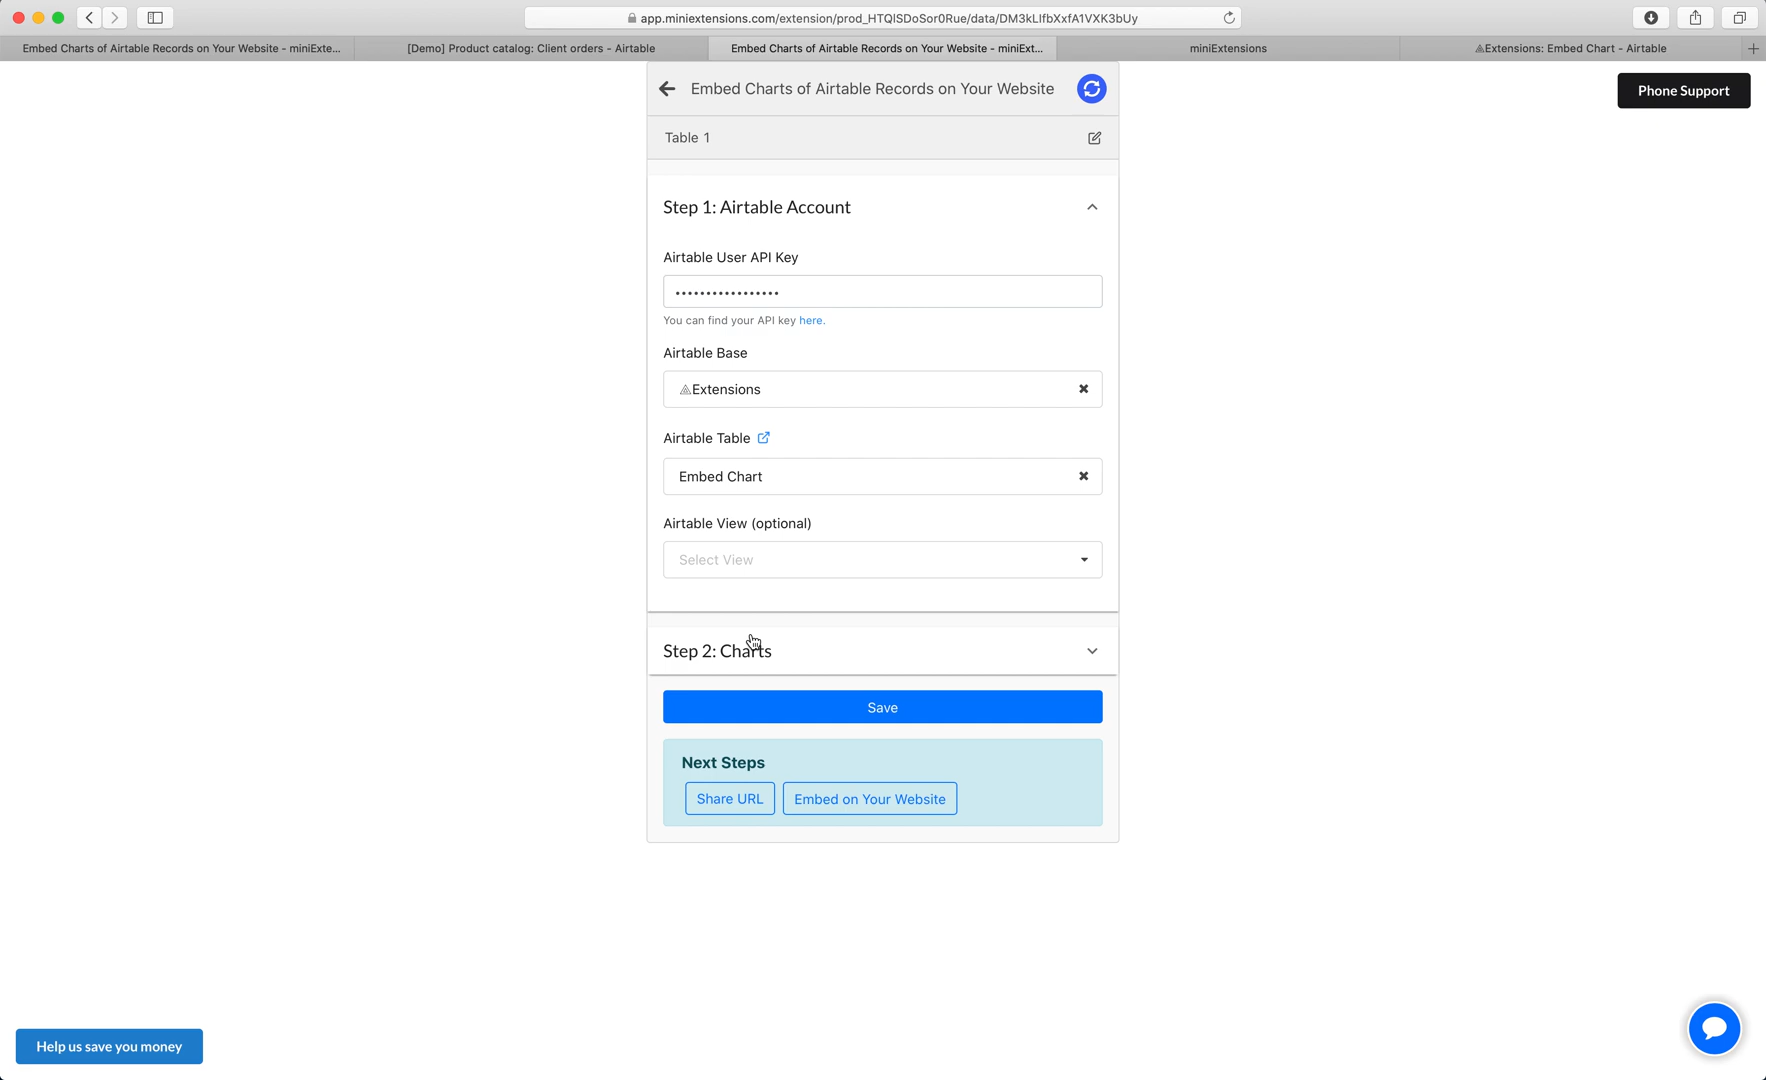 app.miniextensions.com/extension/prod_HTQlSDoSor0Rue/data/DM3kLlfbXxfA1VXK3bUy
Embed Charts of Airtable Records on Your Website - miniExte...
[Demo] Product catalog: Client orders - Airtable
Embed Charts of Airtable Records on Your Website - miniExt...
miniExtensions
Extensions: Embed Chart - Airtable
Embed Charts of Airtable Records on Your Website
Phone Support
Table 1
Step 1: Airtable Account
Airtable User API Key
•••••••••••••••••
You can find your API key here.
Airtable Base
Extensions
Airtable Table
Embed Chart
Airtable View (optional)
Select View
Step 2: Charts
Save
Next Steps
Share URL
Embed on Your Website
Help us save you money